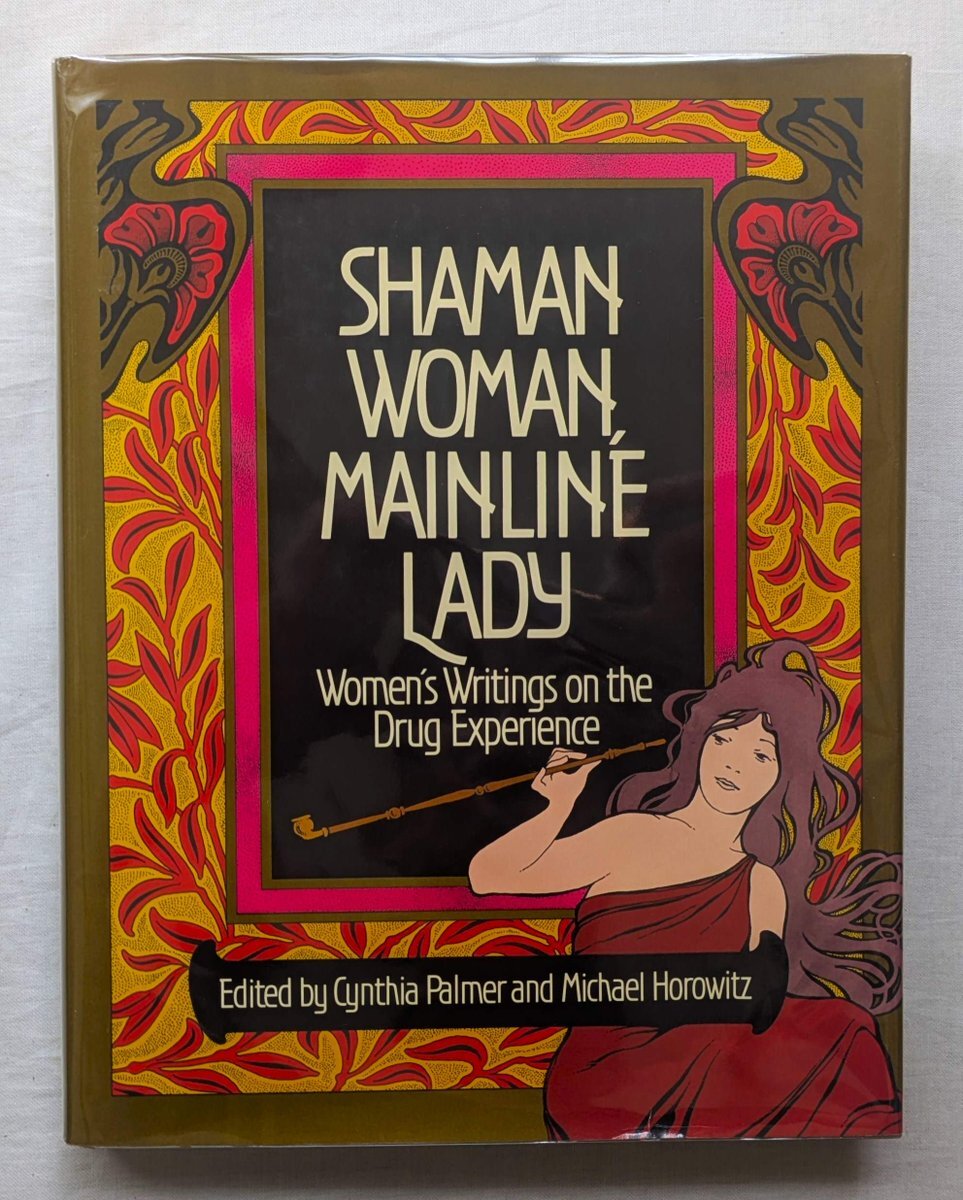 SHAMAN
WOMAN,
MAINLINE
LADY
Women's Writings on the
Drug Experience
Edited by Cynthia Palmer and Michael Horowitz